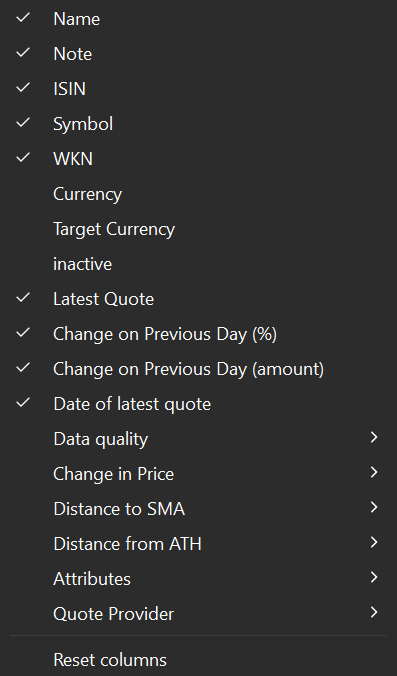 Name
Note
ISIN
Symbol
WKN
Currency
Target Currency
inactive
Latest Quote
Change on Previous Day (%)
Change on Previous Day (amount)
Date of latest quote
Data quality
Change in Price
Distance to SMA
Distance from ATH
Attributes
Quote Provider
Reset columns